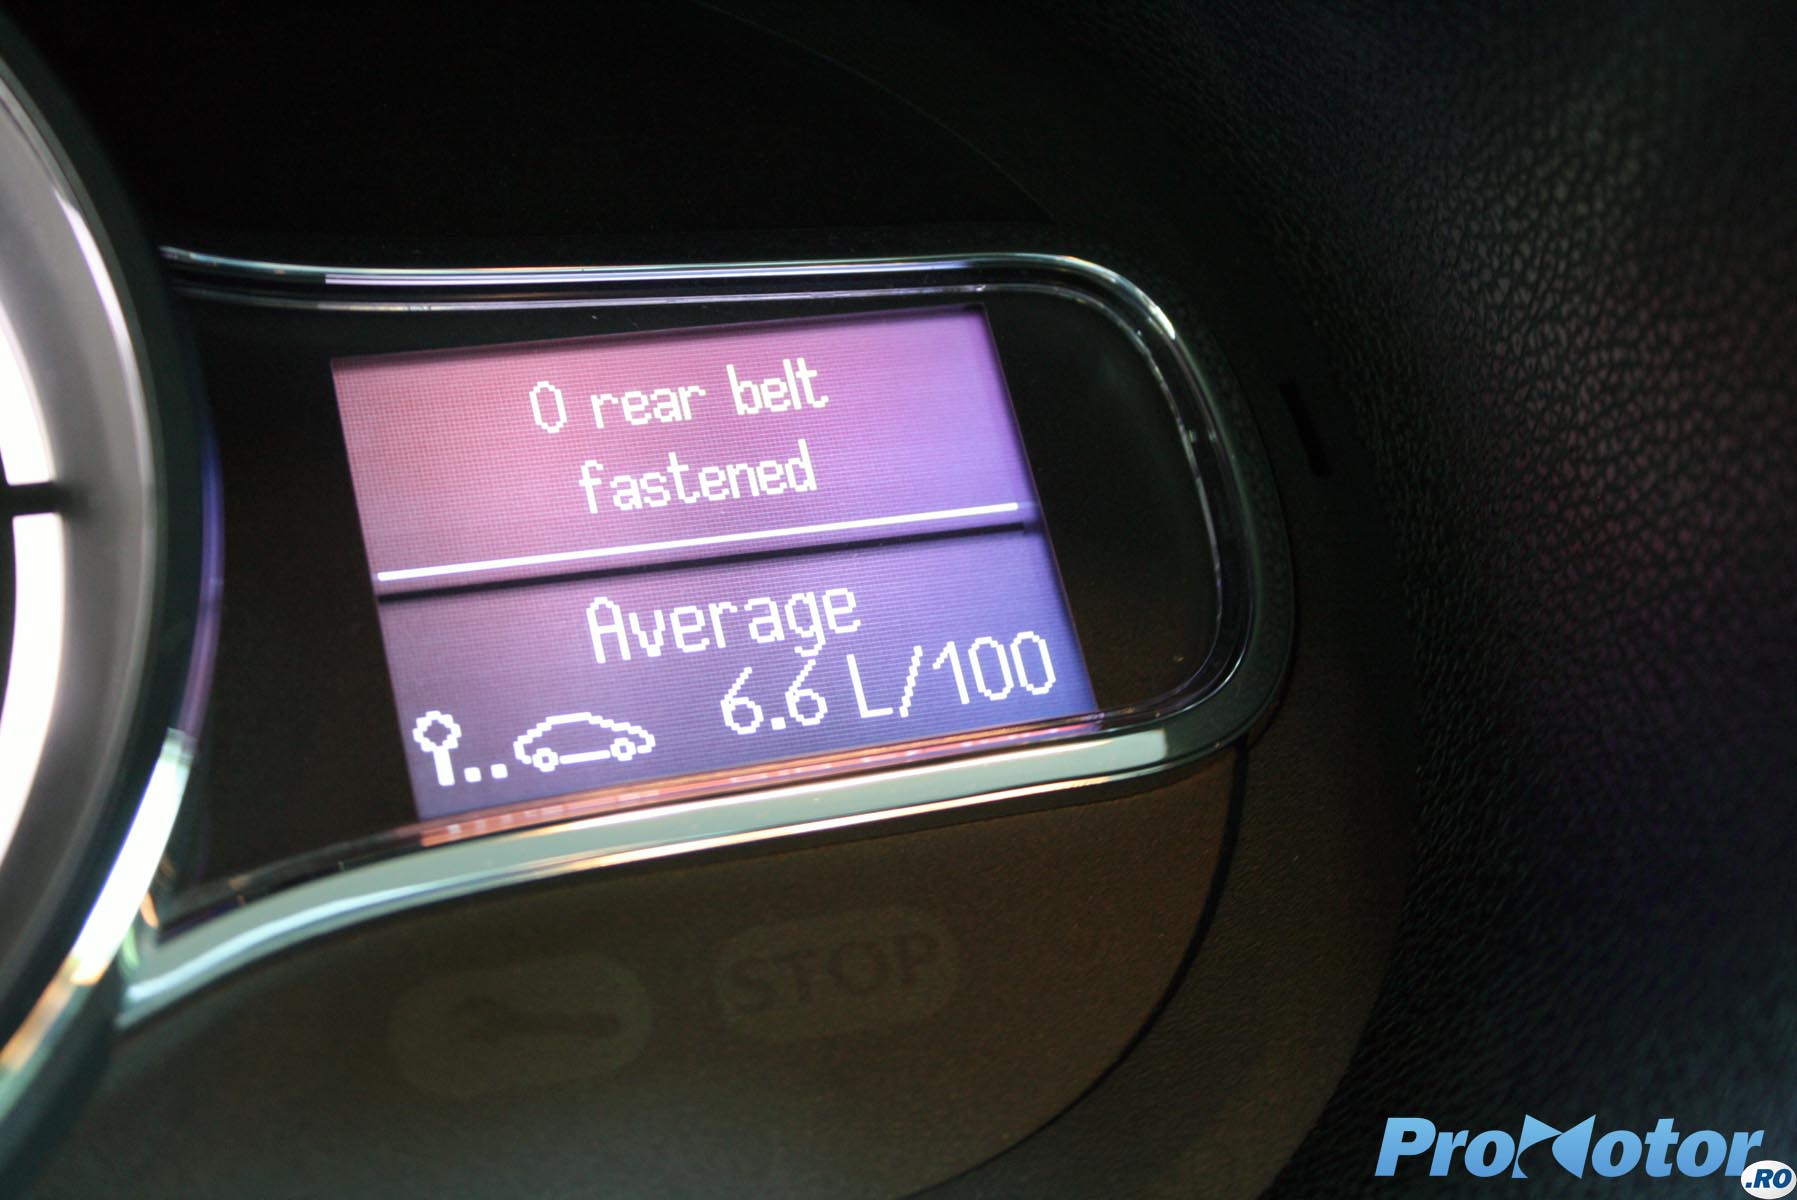 0 rear belt
fastened
Average
6.6 L/100
STOP
ProMotor
.RO